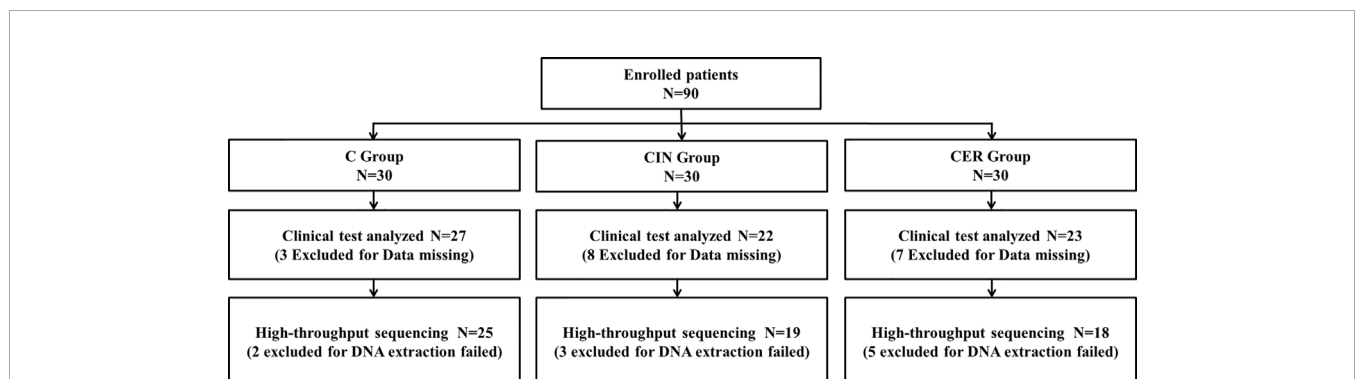 Enrolled patients
N=90
C Group
N=30
CIN Group
N=30
CER Group
N=30
Clinical test analyzed N=27
(3 Excluded for Data missing)
Clinical test analyzed N=22
(8 Excluded for Data missing)
Clinical test analyzed N=23
(7 Excluded for Data missing)
High-throughput sequencing N=25
(2 excluded for DNA extraction failed)
High-throughput sequencing N=19
(3 excluded for DNA extraction failed)
High-throughput sequencing N=18
(5 excluded for DNA extraction failed)